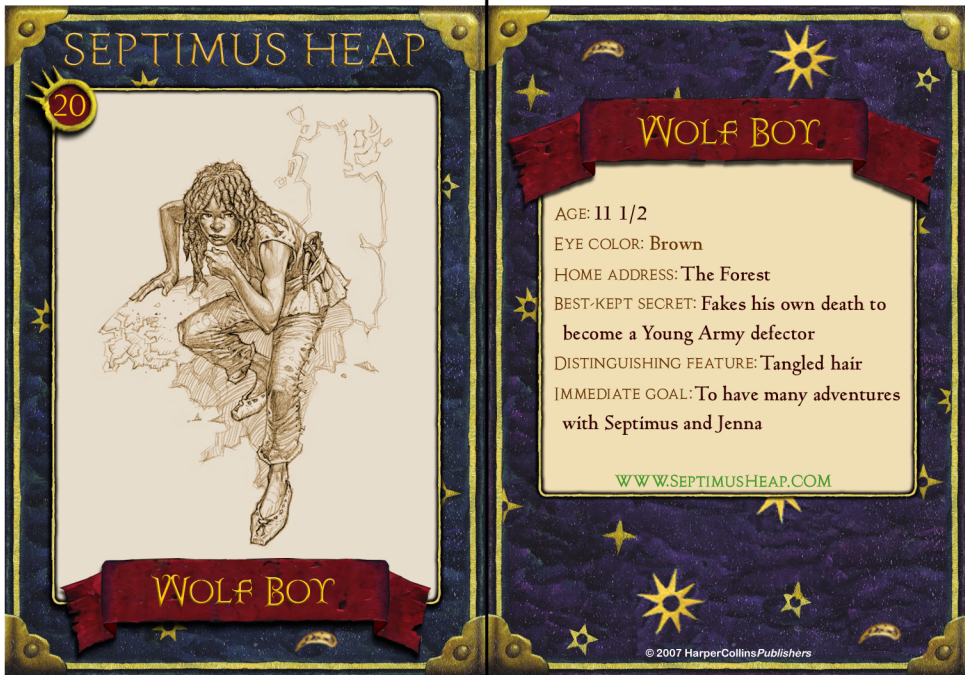 SEPTIMUS HEAP
20
WOLF BOY
WOLF BOY
AGE: 11 1/2
EYE COLOR: Brown
HOME ADDRESS: The Forest
BEST-KEPT SECRET: Fakes his own death to
become a Young Army defector
DISTINGUISHING FEATURE: Tangled hair
IMMEDIATE GOAL: To have many adventures
with Septimus and Jenna
WWW.SEPTIMUSHEAP.COM
© 2007 HarperCollinsPublishers